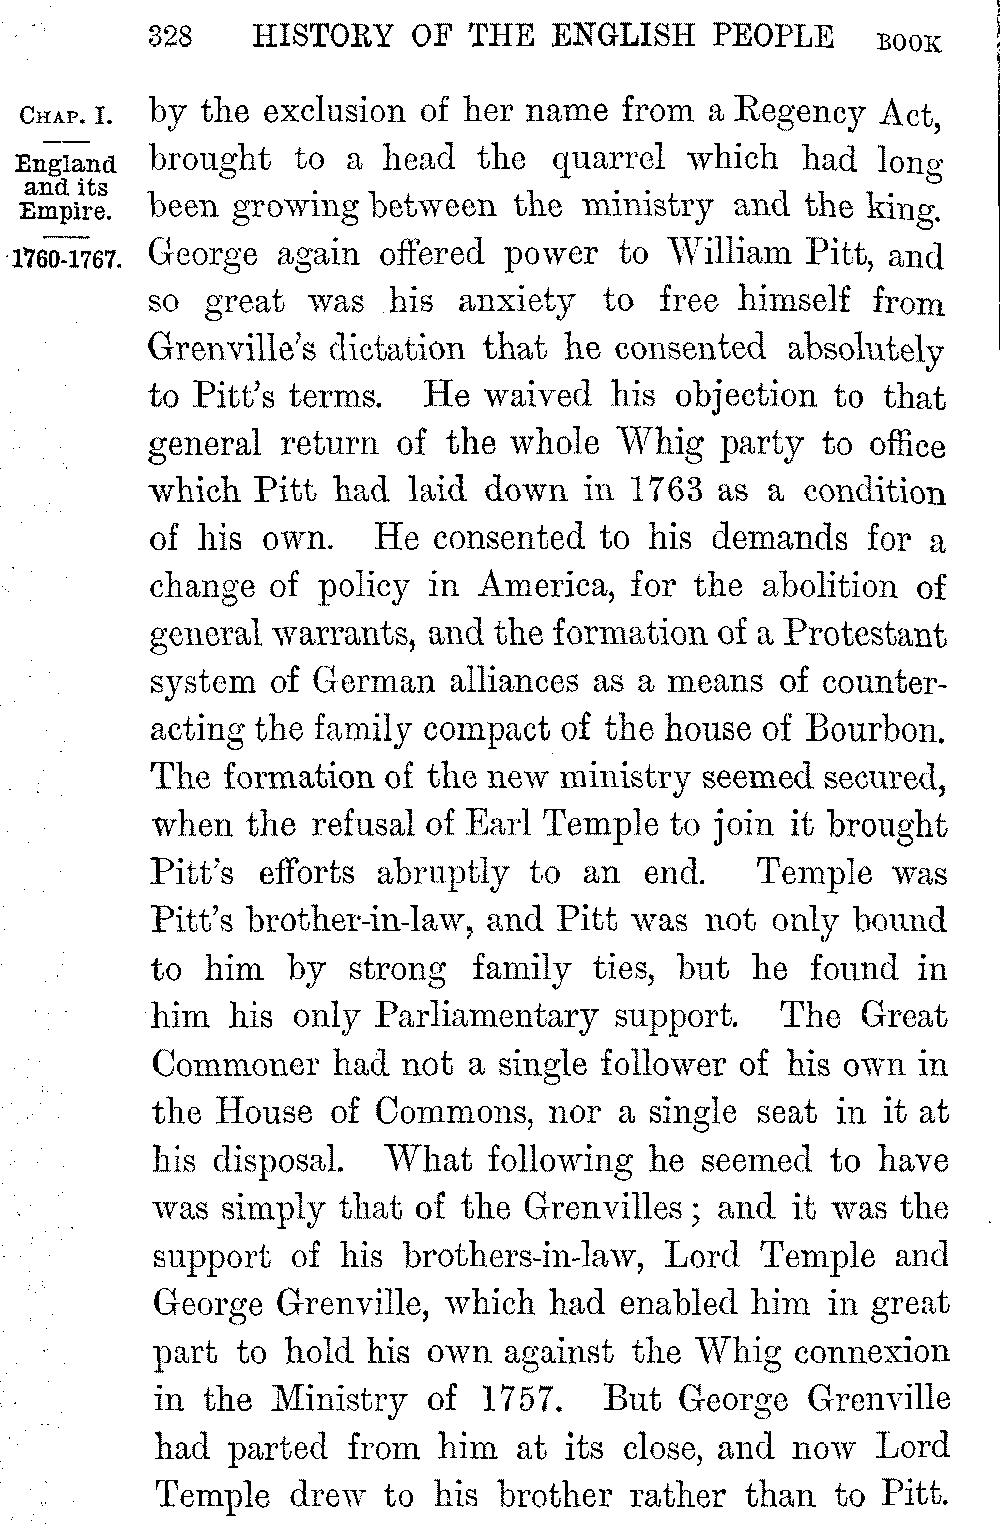 328 HISTORY OF THE ENGLISH PEOPLE BOOK
CHAP. I.
England
and its
Empire.
1760-1767.
by the exclusion of her name from a Regency Act,
brought to a head the quarrel which had long
been growing between the ministry and the king.
George again offered power to William Pitt, and
so great was his anxiety to free himself from
Grenville's dictation that he consented absolutely
to Pitt's terms. He waived his objection to that
general return of the whole Whig party to office
which Pitt had laid down in 1763 as a condition
of his own. He consented to his demands for a
change of policy in America, for the abolition of
general warrants, and the formation of a Protestant
system of German alliances as a means of counter-
acting the family compact of the house of Bourbon.
The formation of the new ministry seemed secured,
when the refusal of Earl Temple to join it brought
Pitt's efforts abruptly to an end. Temple was
Pitt's brother-in-law, and Pitt was not only bound
to him by strong family ties, but he found in
him his only Parliamentary support. The Great
Commoner had not a single follower of his own in
the House of Commons, nor a single seat in it at
his disposal. What following he seemed to have
was simply that of the Grenvilles; and it was the
support of his brothers-in-law, Lord Temple and
George Grenville, which had enabled him in great
part to hold his own against the Whig connexion
in the Ministry of 1757. But George Grenville
had parted from him at its close, and now Lord
Temple drew to his brother rather than to Pitt.